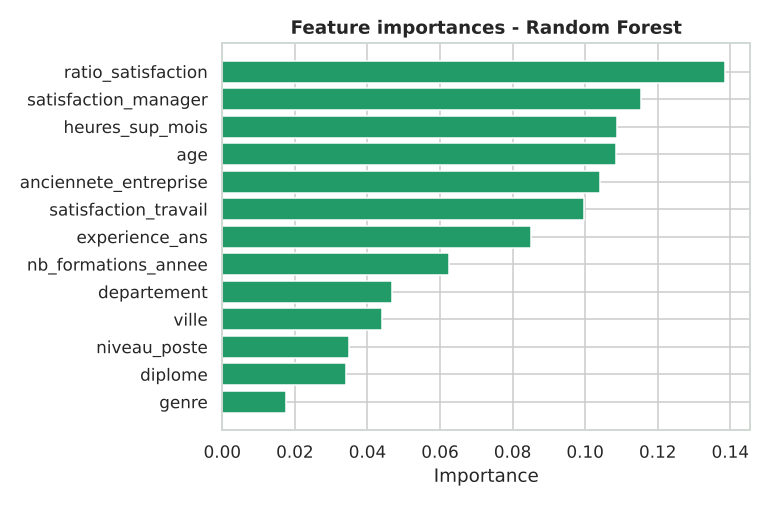 Feature importances - Random Forest
ratio_satisfaction
satisfaction_manager
heures_sup_mois
age
anciennete_entreprise
satisfaction_travail
experience_ans
nb_formations_annee
departement
ville
niveau_poste
diplome
genre
0.00 0.02 0.04 0.06 0.08 0.10 0.12 0.14
Importance